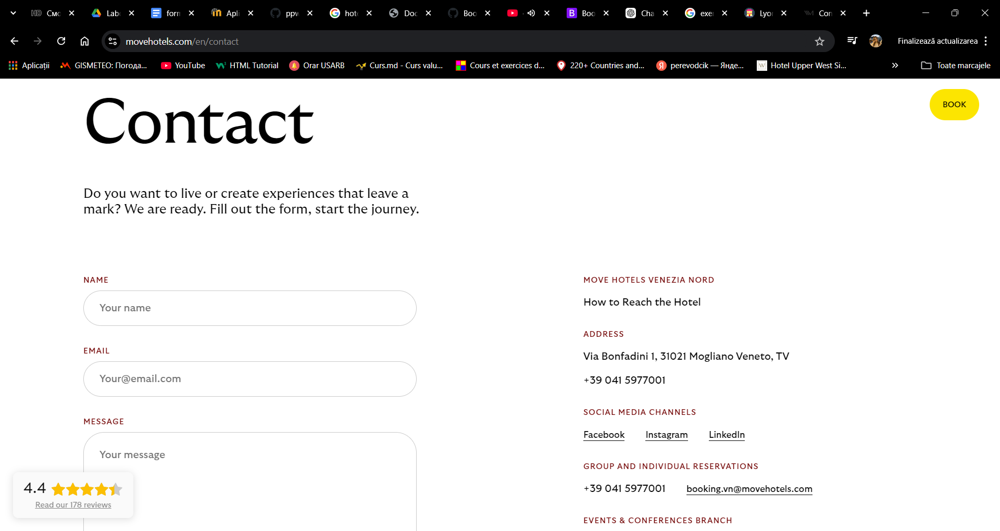 HD Смо Lab form Apli ppw hote Doc Boo Boo Cha exe Lyo Con
movehotels.com/en/contact Finalizează actualizarea
Aplicații GISMETEO: Погода... YouTube HTML Tutorial Orar USARB Curs.md - Curs valu... Cours et exercices d... 220+ Countries and... perevodcik — Янде... Hotel Upper West Si... Toate marcajele
Contact
BOOK
Do you want to live or create experiences that leave a
mark? We are ready. Fill out the form, start the journey.
NAME
Your name
EMAIL
Your@email.com
MESSAGE
Your message
4.4
Read our 178 reviews
MOVE HOTELS VENEZIA NORD
How to Reach the Hotel
ADDRESS
Via Bonfadini 1, 31021 Mogliano Veneto, TV
+39 041 5977001
SOCIAL MEDIA CHANNELS
Facebook Instagram LinkedIn
GROUP AND INDIVIDUAL RESERVATIONS
+39 041 5977001 booking.vn@movehotels.com
EVENTS & CONFERENCES BRANCH